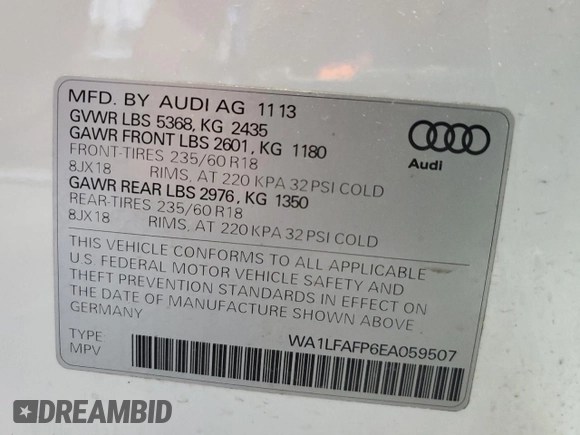 MFD. BY AUDI AG 11 13
GVWR LBS 5368, KG 2435
GAWR FRONT LBS 2601, KG 1180
FRONT-TIRES 235/60 R18
8JX18 RIMS, AT 220 KPA 32 PSI COLD
GAWR REAR LBS 2976, KG 1350
REAR-TIRES 235/60 R18
8JX18 RIMS, AT 220 KPA 32 PSI COLD
Audi
THIS VEHICLE CONFORMS TO ALL APPLICABLE
U.S. FEDERAL MOTOR VEHICLE SAFETY AND
THEFT PREVENTION STANDARDS IN EFFECT ON
THE DATE OF MANUFACTURE SHOWN ABOVE.
GERMANY
TYPE: WA1LFAFP6EA059507
MPV
DREAMBID